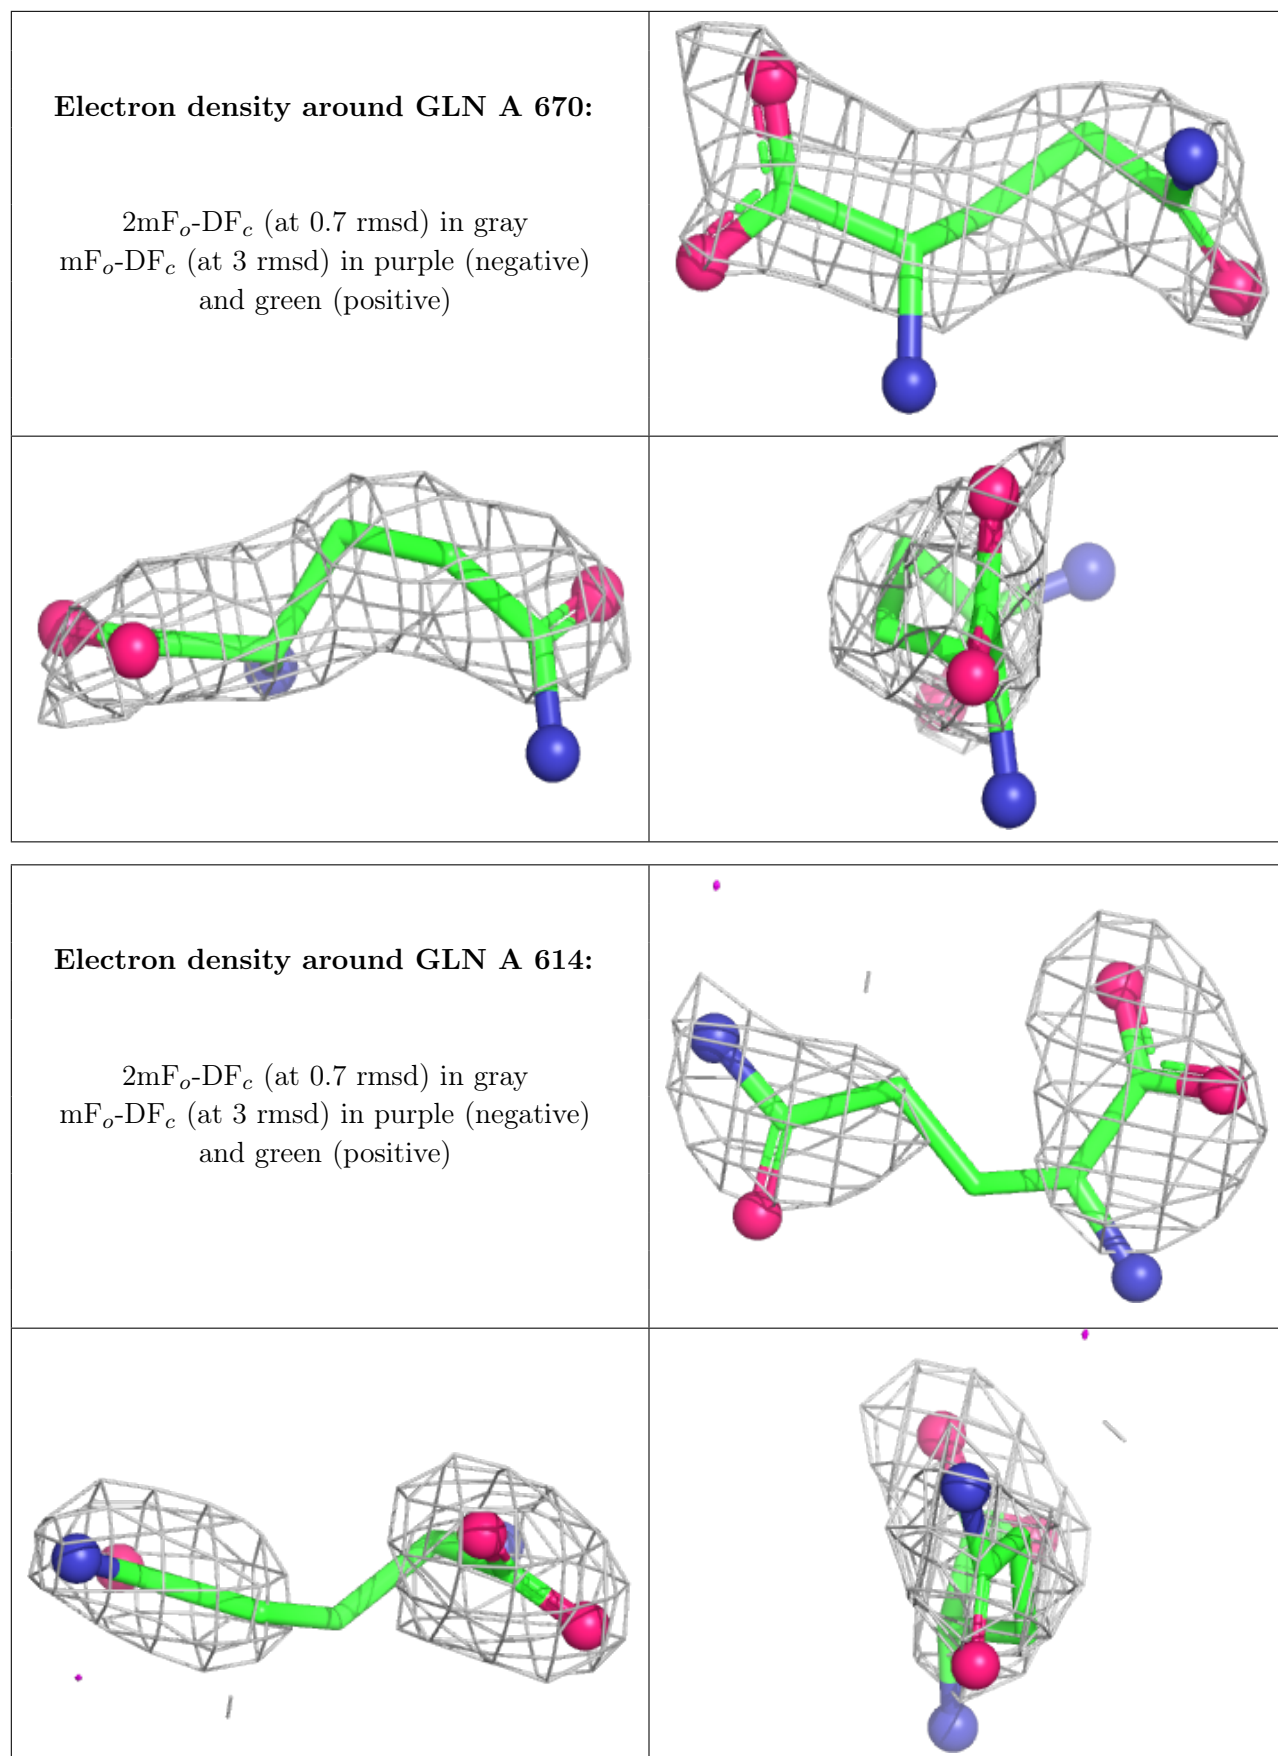 Electron density around GLN A 670:
2mFo-DFc (at 0.7 rmsd) in gray
mFo-DFc (at 3 rmsd) in purple (negative)
and green (positive)
Electron density around GLN A 614:
2mFo-DFc (at 0.7 rmsd) in gray
mFo-DFc (at 3 rmsd) in purple (negative)
and green (positive)